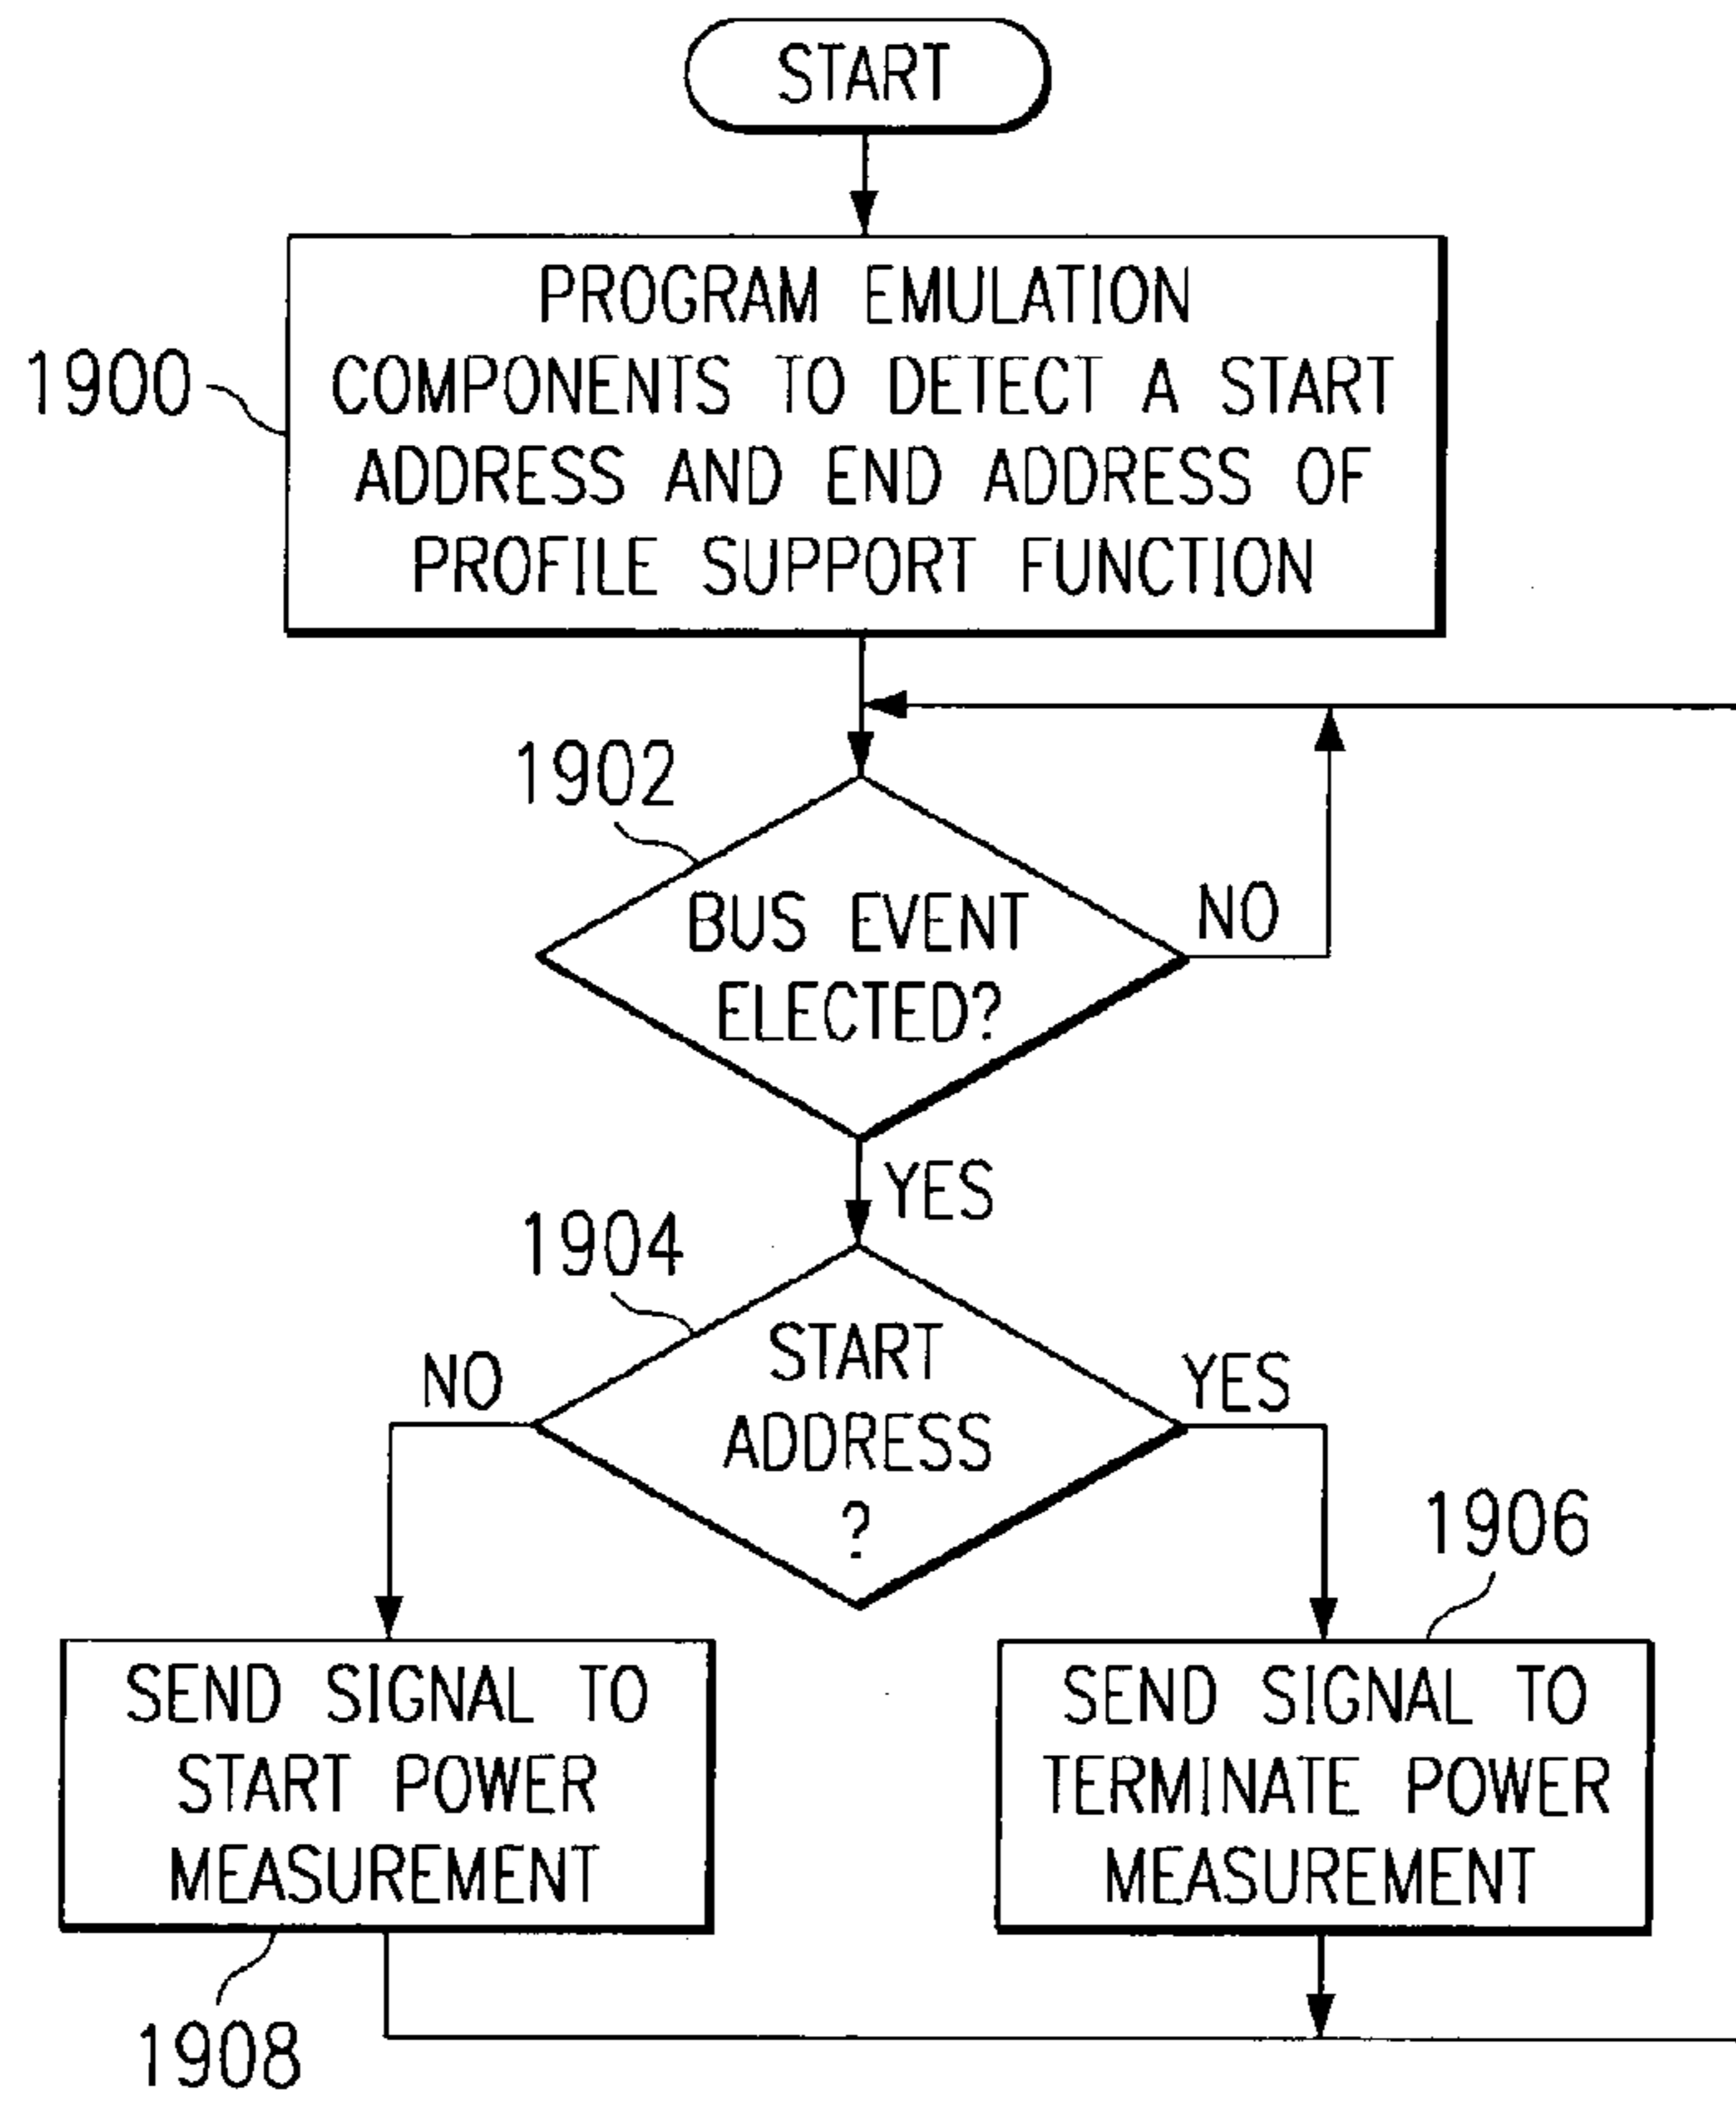 START
PROGRAM EMULATION
COMPONENTS TO DETECT A START
ADDRESS AND END ADDRESS OF
PROFILE SUPPORT FUNCTION
1900
1902
BUS EVENT
ELECTED?
NO
YES
1904
START
ADDRESS
?
NO
YES
1906
SEND SIGNAL TO
START POWER
MEASUREMENT
SEND SIGNAL TO
TERMINATE POWER
MEASUREMENT
1908